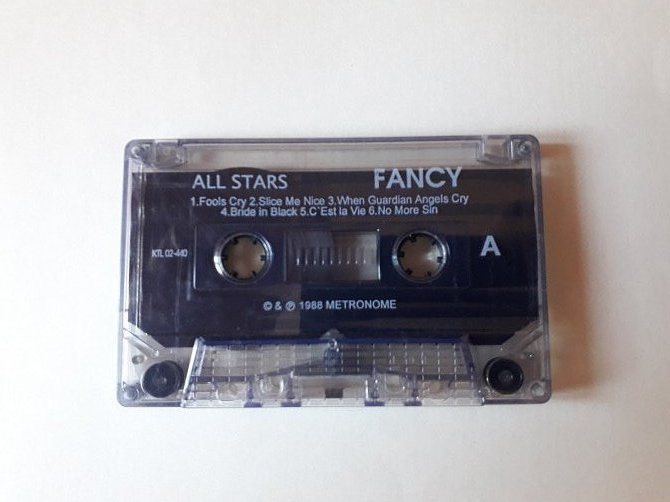 ALL STARS FANCY
1.Fools Cry 2.Slice Me Nice 3.When Guardian Angels Cry
4.Bride in Black 5.C`Est la Vie 6.No More Sin
KTL 02-440
A
© & ℗ 1988 METRONOME